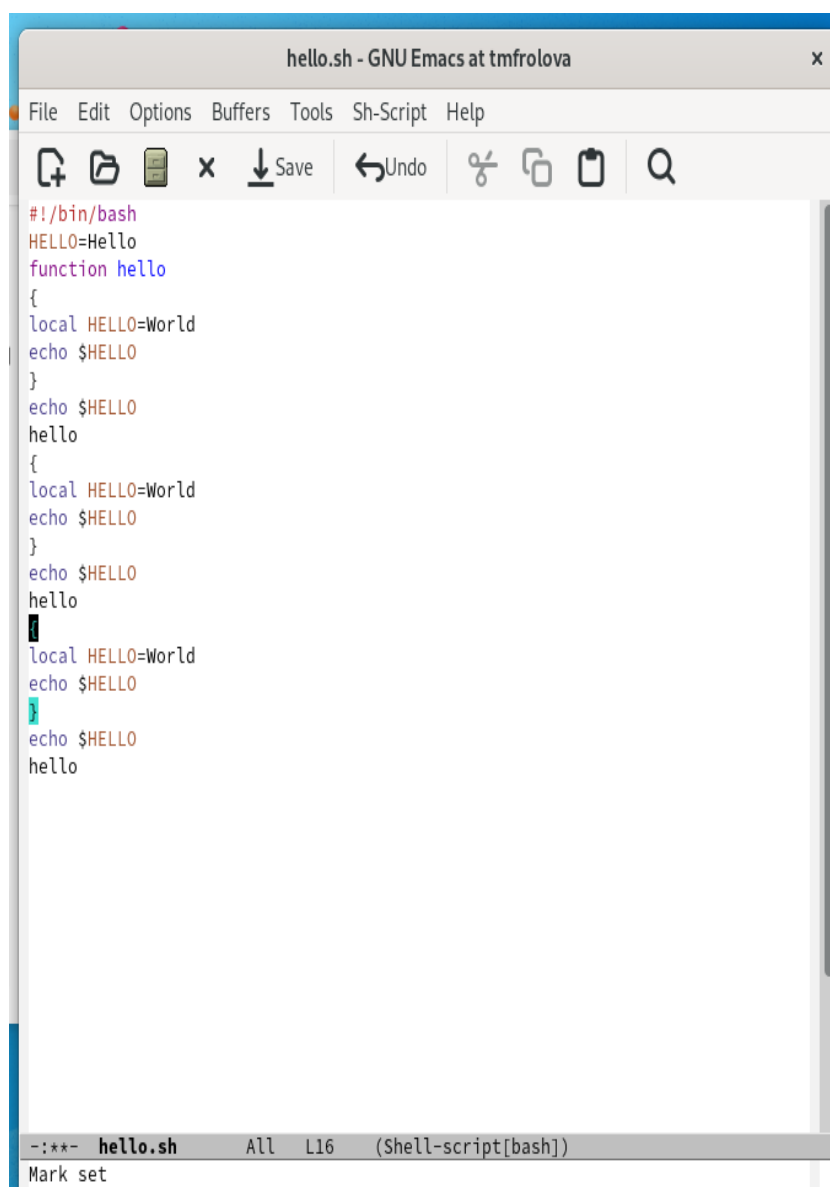 hello.sh - GNU Emacs at tmfrolova ×
File Edit Options Buffers Tools Sh-Script Help
Save Undo
#!/bin/bash
HELLO=Hello
function hello
{
local HELLO=World
echo $HELLO
}
echo $HELLO
hello
{
local HELLO=World
echo $HELLO
}
echo $HELLO
hello
{
local HELLO=World
echo $HELLO
}
echo $HELLO
hello
-:**- hello.sh All L16 (Shell-script[bash])
Mark set